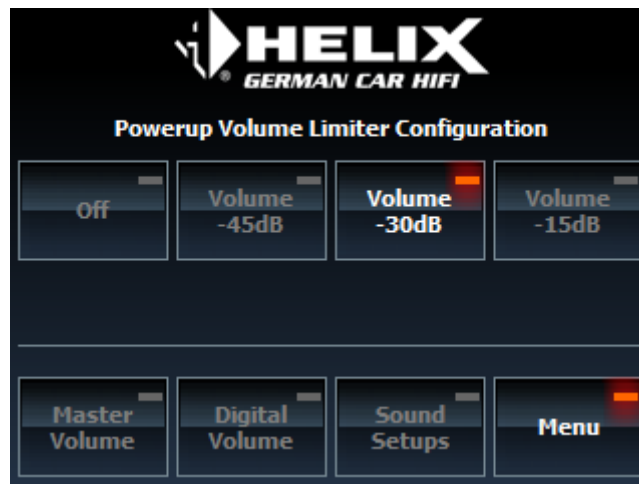 HELIX
®
GERMAN CAR HIFI
Powerup Volume Limiter Configuration
Off
Volume
-45dB
Volume
-30dB
Volume
-15dB
Master
Volume
Digital
Volume
Sound
Setups
Menu